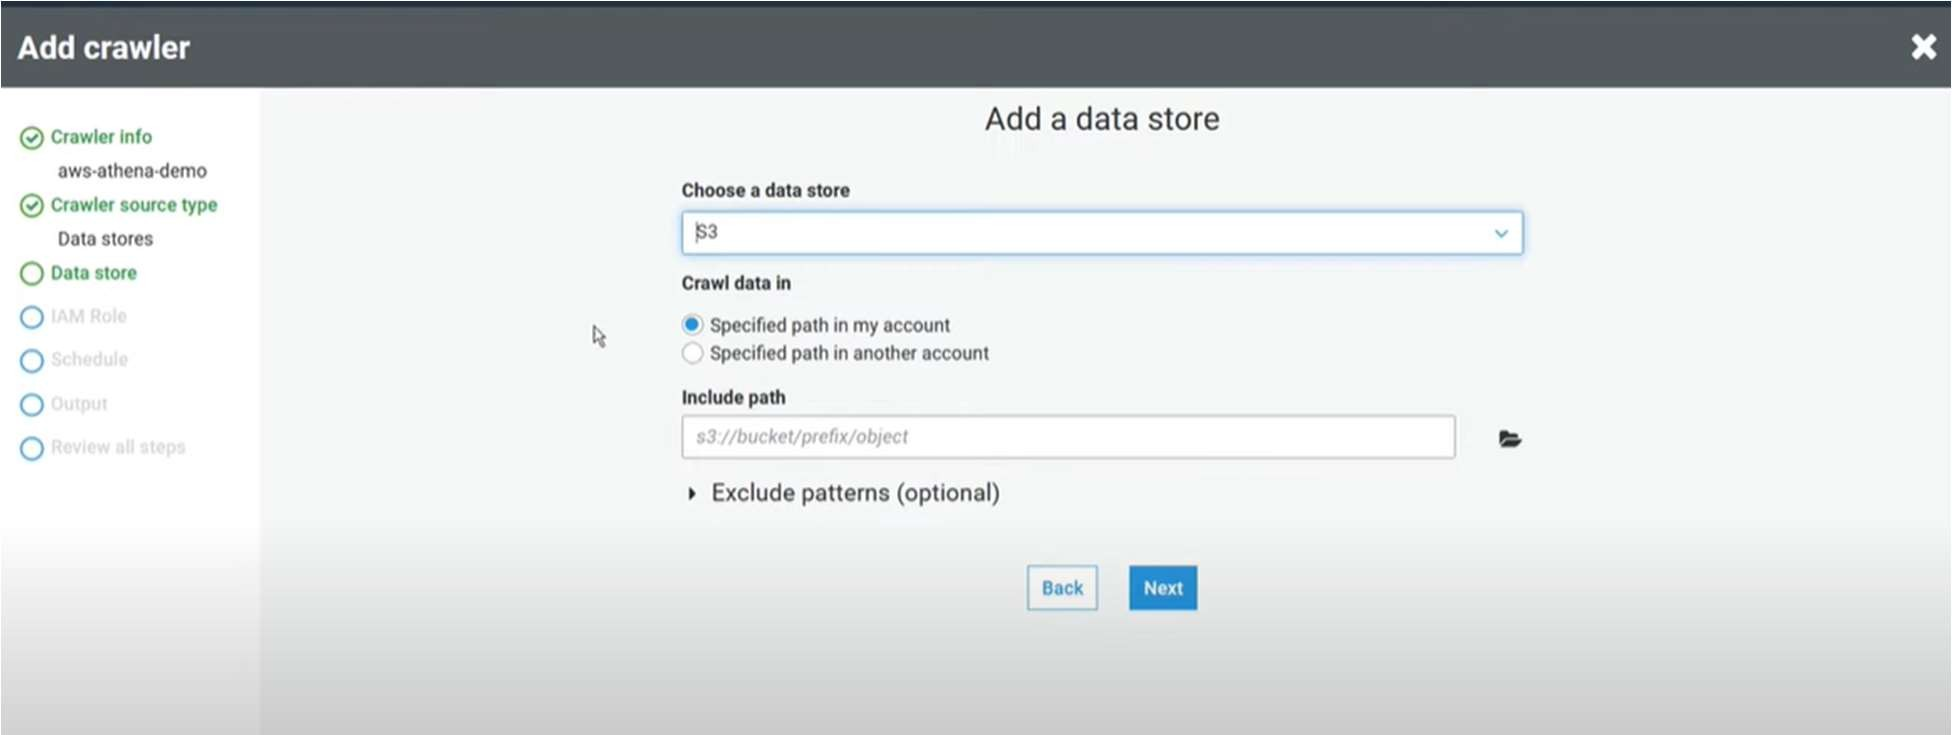 Add crawler
Crawler info
aws-athena-demo
Crawler source type
Data stores
Data store
IAM Role
Schedule
Output
Review all steps
Add a data store
Choose a data store
S3
Crawl data in
Specified path in my account
Specified path in another account
Include path
s3://bucket/prefix/object
Exclude patterns (optional)
Back
Next